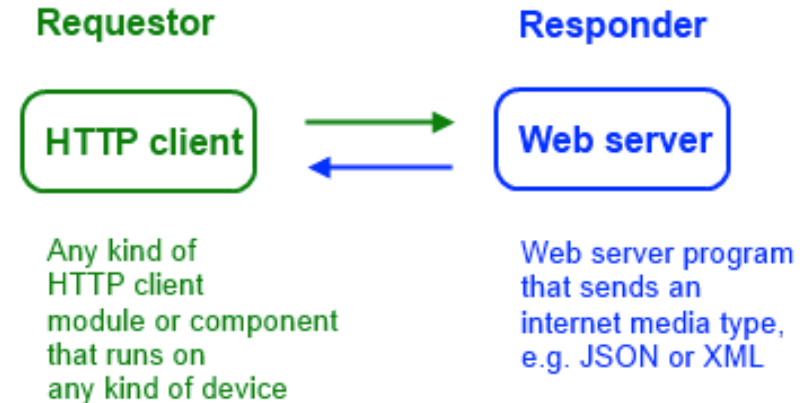 Requestor
HTTP client
Any kind of
HTTP client
module or component
that runs on
any kind of device
Responder
Web server
Web server program
that sends an
internet media type,
e.g. JSON or XML